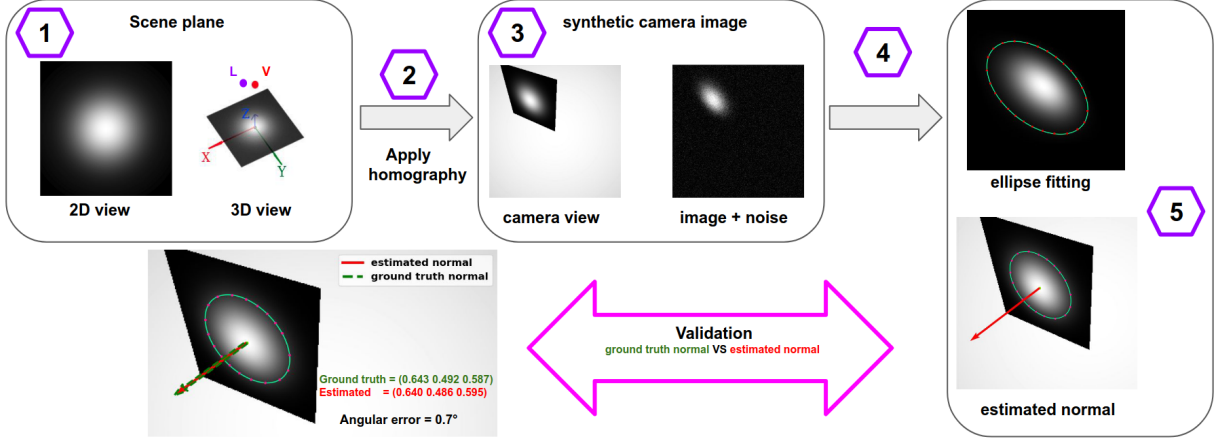 1
Scene plane
L
V
Z
X
Y
2D view
3D view
2
Apply
homography
3
synthetic camera image
camera view
image + noise
4
ellipse fitting
5
estimated normal
Validation
ground truth normal VS estimated normal
estimated normal
ground truth normal
Ground truth = (0.643 0.492 0.587)
Estimated = (0.640 0.486 0.595)
Angular error = 0.7°